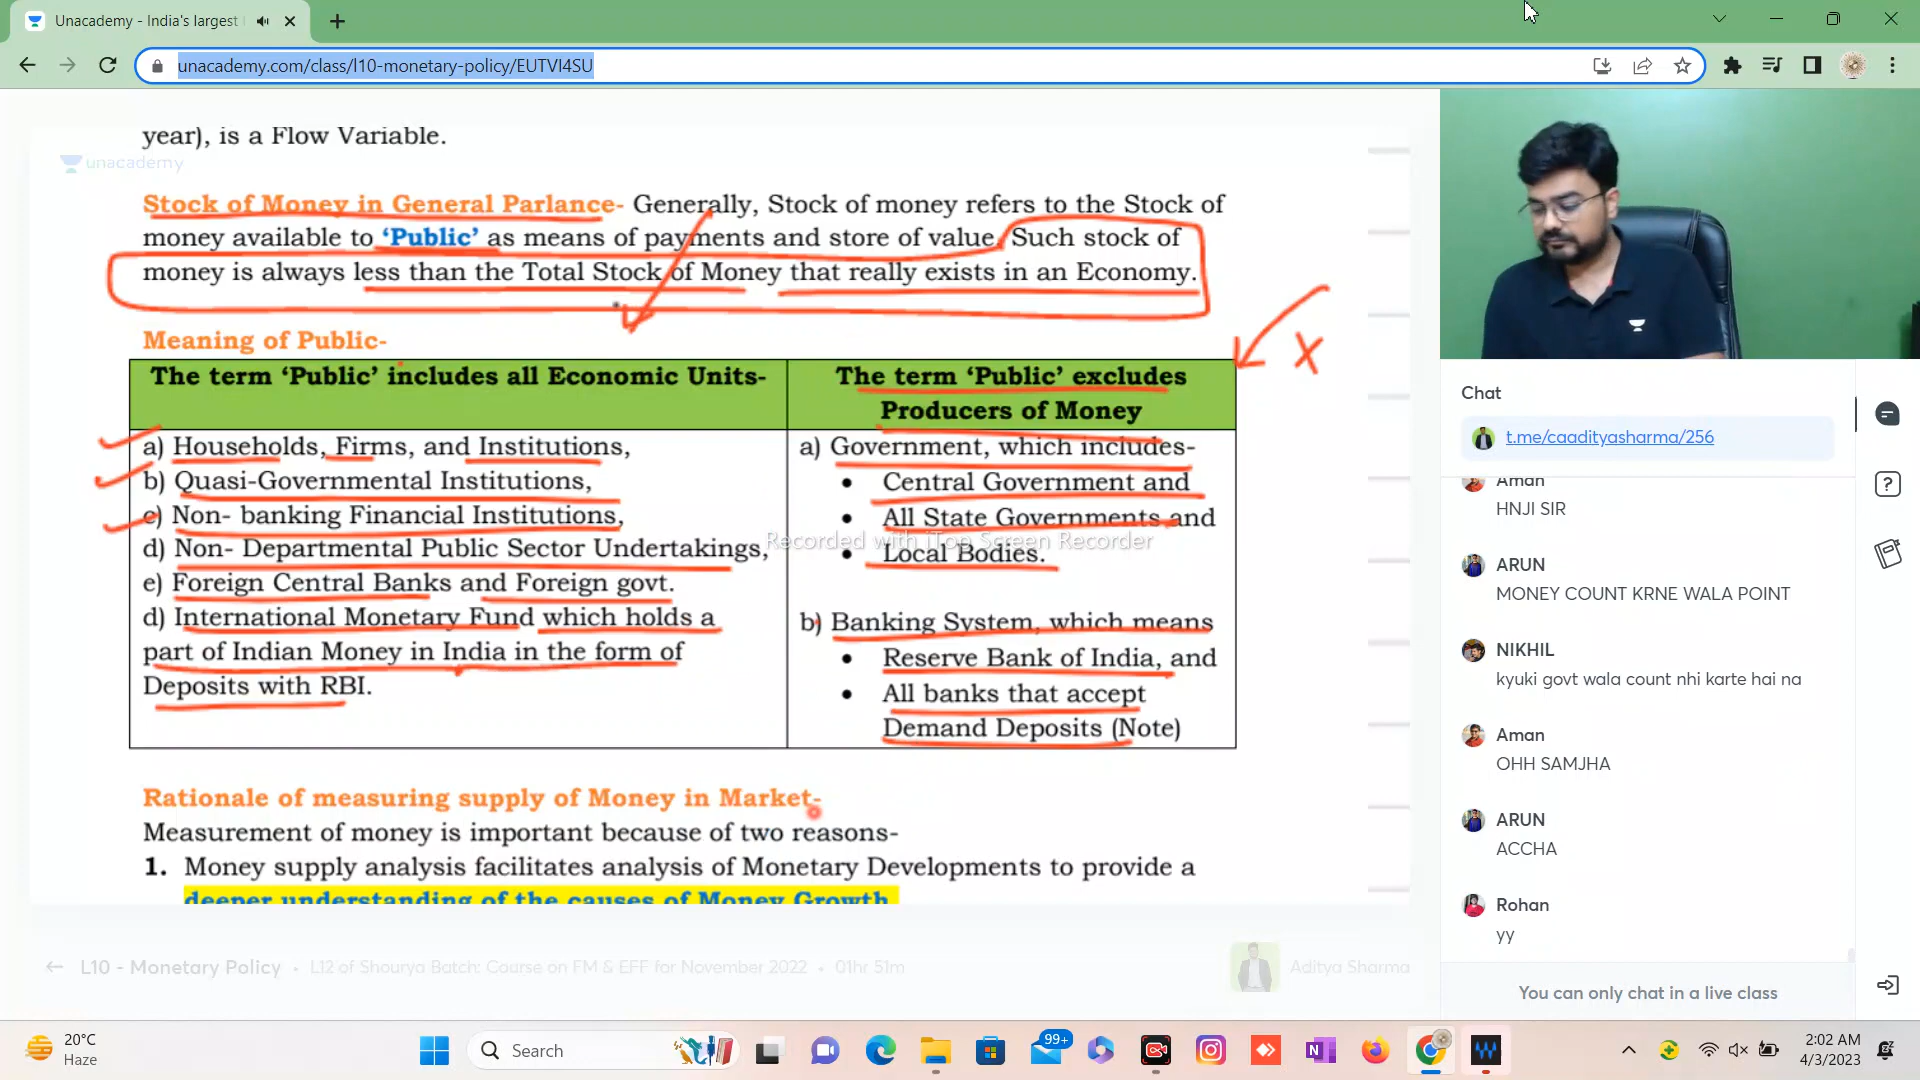 Unacademy - India's largest
unacademy.com/class/l10-monetary-policy/EUTVI4SU
year), is a Flow Variable.
unacademy
Stock of Money in General Parlance- Generally, Stock of money refers to the Stock of
money available to ‘Public’ as means of payments and store of value. Such stock of
money is always less than the Total Stock of Money that really exists in an Economy.
Meaning of Public-
The term ‘Public’ includes all Economic Units-
a) Households, Firms, and Institutions,
b) Quasi-Governmental Institutions,
c) Non- banking Financial Institutions,
d) Non- Departmental Public Sector Undertakings,
e) Foreign Central Banks and Foreign govt.
d) International Monetary Fund which holds a
part of Indian Money in India in the form of
Deposits with RBI.
The term ‘Public’ excludes
Producers of Money
a) Government, which includes-
• Central Government and
• All State Governments and
• Local Bodies.
b) Banking System, which means
• Reserve Bank of India, and
• All banks that accept
Demand Deposits (Note)
X
Recorded with iTop Screen Recorder
Rationale of measuring supply of Money in Market-
Measurement of money is important because of two reasons-
1. Money supply analysis facilitates analysis of Monetary Developments to provide a
deeper understanding of the causes of Money Growth
L10 - Monetary Policy • L12 of Shourya Batch: Course on FM & EFF for November 2022 • 01hr 51m
Aditya Sharma
Chat
t.me/caadityasharma/256
Aman
HNJI SIR
ARUN
MONEY COUNT KRNE WALA POINT
NIKHIL
kyuki govt wala count nhi karte hai na
Aman
OHH SAMJHA
ARUN
ACCHA
Rohan
yy
You can only chat in a live class
20°C
Haze
Search
99+
2:02 AM
4/3/2023